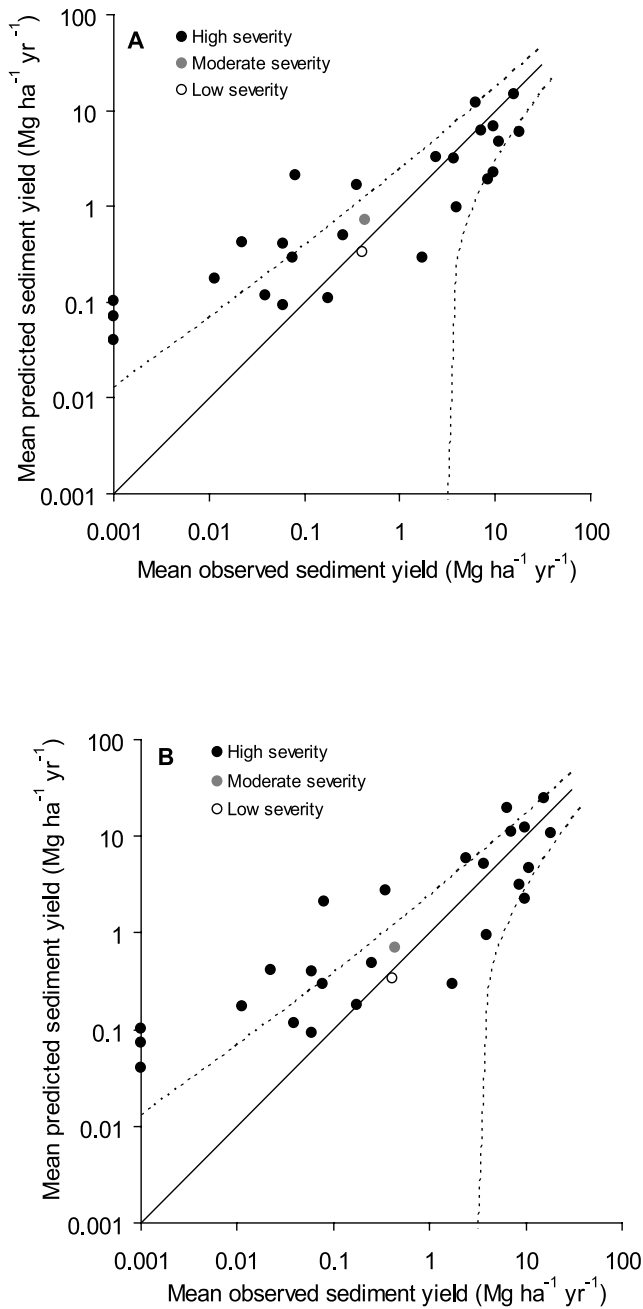 100
A
High severity
Moderate severity
Low severity
10
1
0.1
0.01
0.001
Mean predicted sediment yield (Mg ha⁻¹ yr⁻¹)
0.001 0.01 0.1 1 10 100
Mean observed sediment yield (Mg ha⁻¹ yr⁻¹)
100
B
High severity
Moderate severity
Low severity
10
1
0.1
0.01
0.001
Mean predicted sediment yield (Mg ha⁻¹ yr⁻¹)
0.001 0.01 0.1 1 10 100
Mean observed sediment yield (Mg ha⁻¹ yr⁻¹)